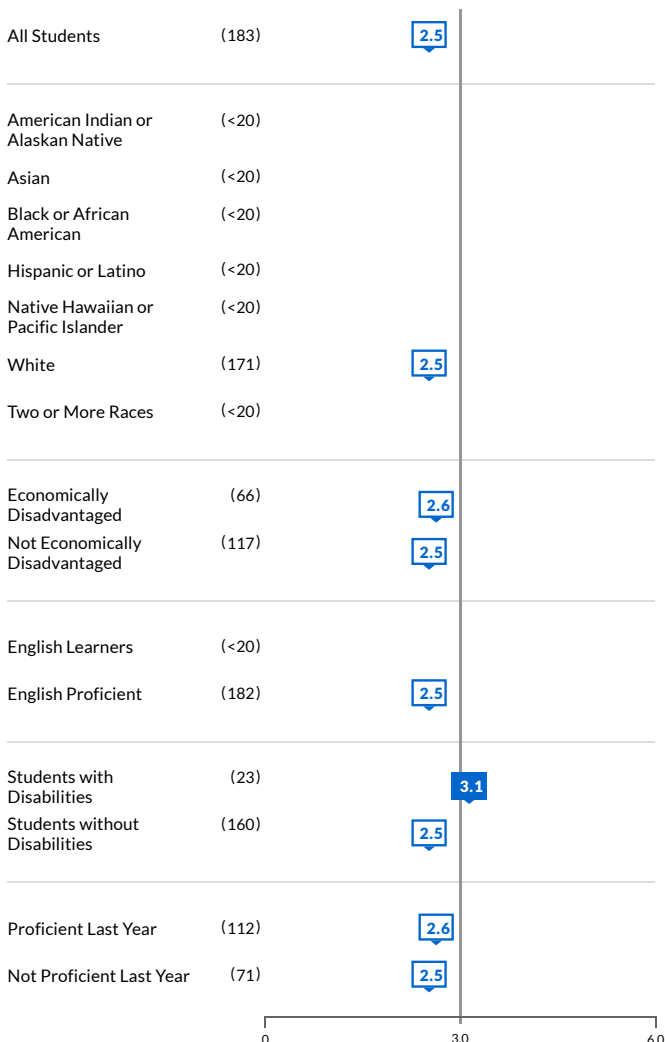 All Students (183) 2.5
American Indian or (<20)
Alaskan Native
Asian (<20)
Black or African (<20)
American
Hispanic or Latino (<20)
Native Hawaiian or (<20)
Pacific Islander
White (171) 2.5
Two or More Races (<20)
Economically (66) 2.6
Disadvantaged
Not Economically (117) 2.5
Disadvantaged
English Learners (<20)
English Proficient (182) 2.5
Students with (23) 3.1
Disabilities
Students without (160) 2.5
Disabilities
Proficient Last Year (112) 2.6
Not Proficient Last Year (71) 2.5
0 3.0 6.0